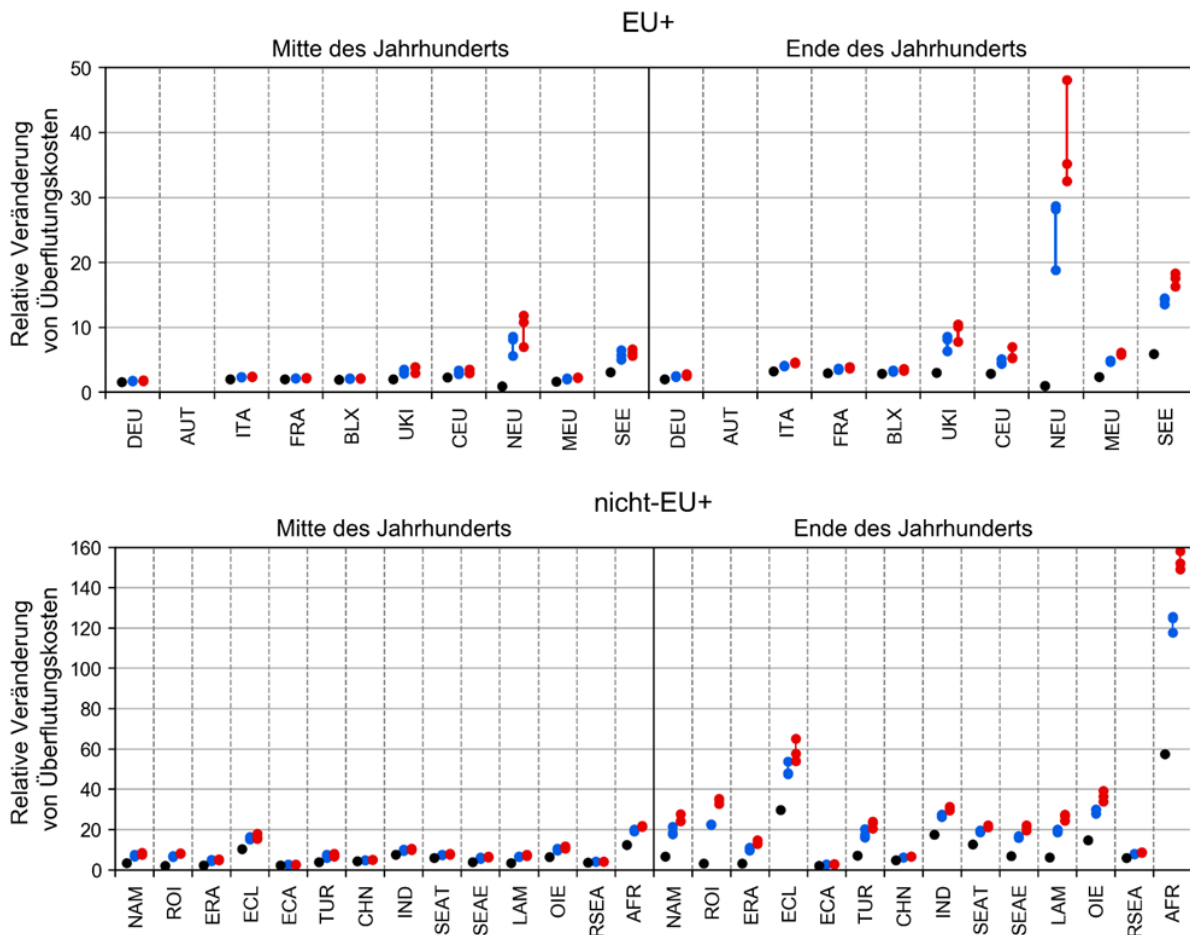 EU+
Mitte des Jahrhunderts Ende des Jahrhunderts
Relative Veränderung
von Überflutungskosten
50
40
30
20
10
0
DEU AUT ITA FRA BLX UKI CEU NEU MEU SEE DEU AUT ITA FRA BLX UKI CEU NEU MEU SEE
nicht-EU+
Mitte des Jahrhunderts Ende des Jahrhunderts
Relative Veränderung
von Überflutungskosten
160
140
120
100
80
60
40
20
0
NAM ROI ERA ECL ECA TUR CHN IND SEAT SEAE LAM OIE RSEA AFR NAM ROI ERA ECL ECA TUR CHN IND SEAT SEAE LAM OIE RSEA AFR